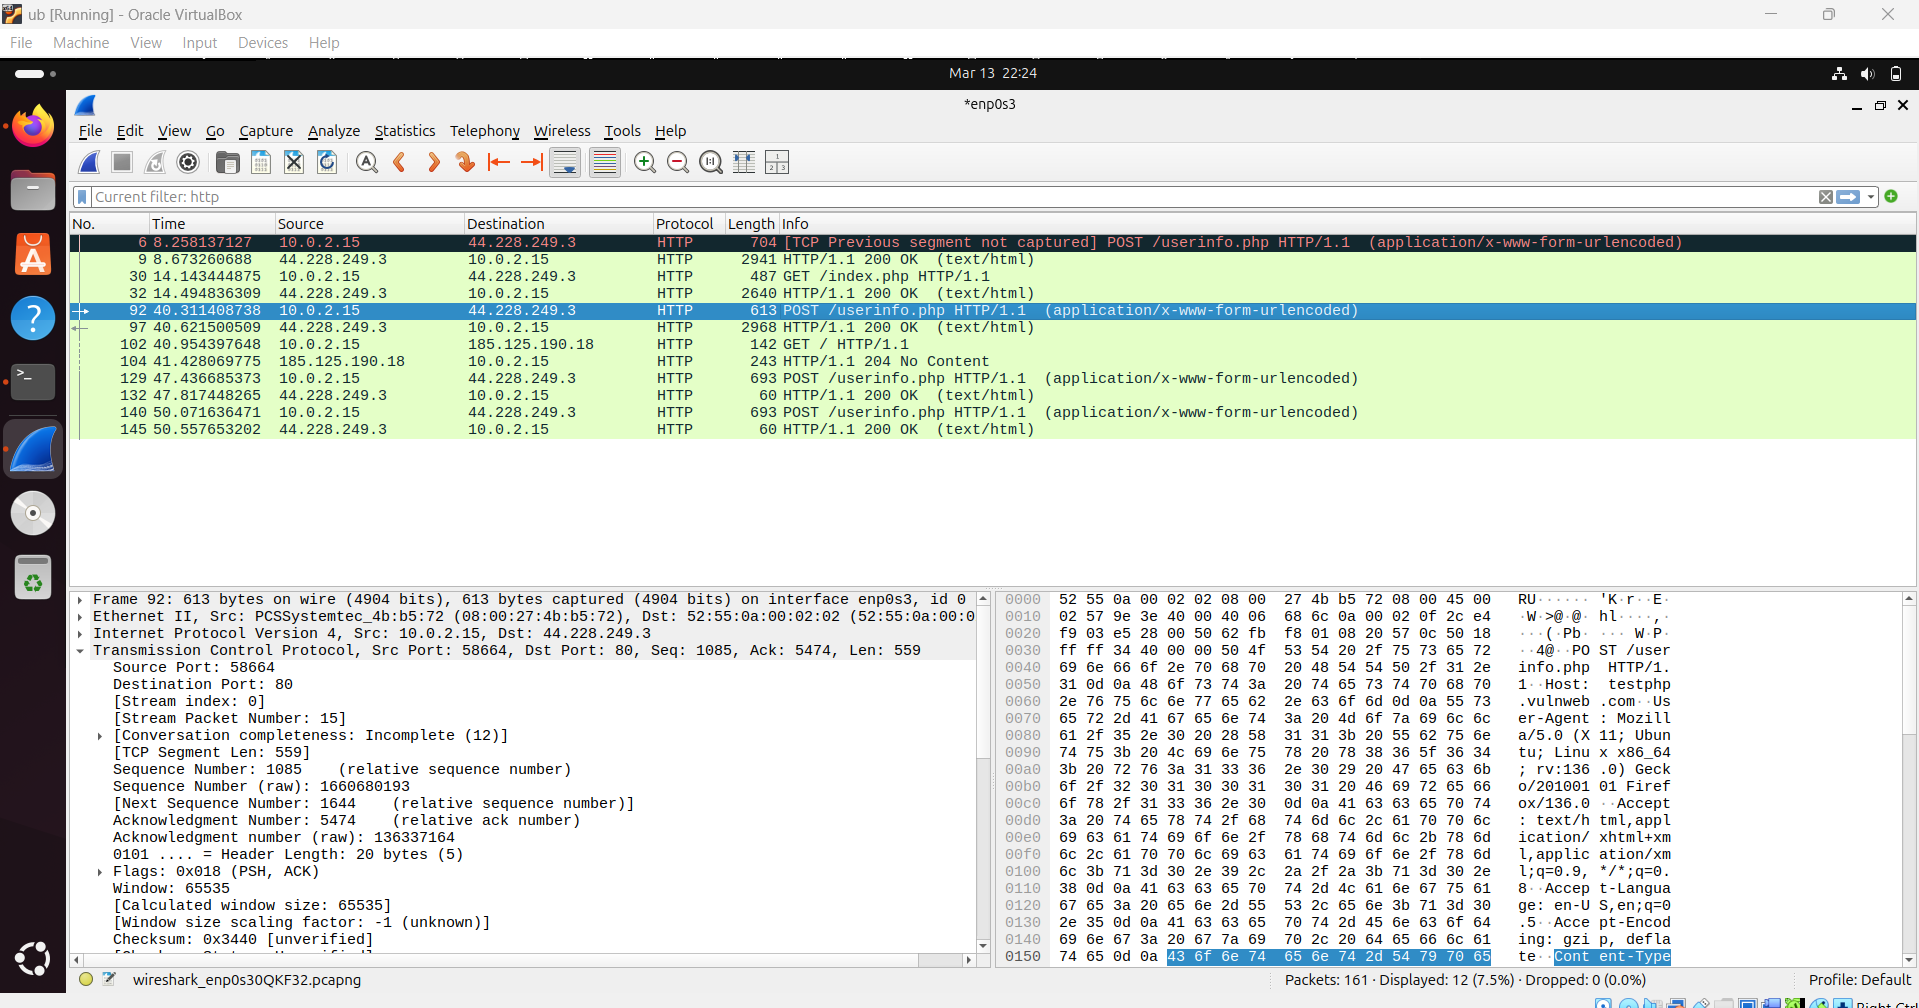 ub [Running] - Oracle VirtualBox
File Machine View Input Devices Help
Mar 13 22:24
*enp0s3
File Edit View Go Capture Analyze Statistics Telephony Wireless Tools Help
Current filter: http
No. Time Source Destination Protocol Length Info
6 8.258137127 10.0.2.15 44.228.249.3 HTTP 704 [TCP Previous segment not captured] POST /userinfo.php HTTP/1.1 (application/x-www-form-urlencoded)
9 8.673260688 44.228.249.3 10.0.2.15 HTTP 2941 HTTP/1.1 200 OK (text/html)
30 14.143444875 10.0.2.15 44.228.249.3 HTTP 487 GET /index.php HTTP/1.1
32 14.494836309 44.228.249.3 10.0.2.15 HTTP 2640 HTTP/1.1 200 OK (text/html)
92 40.311408738 10.0.2.15 44.228.249.3 HTTP 613 POST /userinfo.php HTTP/1.1 (application/x-www-form-urlencoded)
97 40.621500509 44.228.249.3 10.0.2.15 HTTP 2968 HTTP/1.1 200 OK (text/html)
102 40.954397648 10.0.2.15 185.125.190.18 HTTP 142 GET / HTTP/1.1
104 41.428069775 185.125.190.18 10.0.2.15 HTTP 243 HTTP/1.1 204 No Content
129 47.436685373 10.0.2.15 44.228.249.3 HTTP 693 POST /userinfo.php HTTP/1.1 (application/x-www-form-urlencoded)
132 47.817448265 44.228.249.3 10.0.2.15 HTTP 60 HTTP/1.1 200 OK (text/html)
140 50.071636471 10.0.2.15 44.228.249.3 HTTP 693 POST /userinfo.php HTTP/1.1 (application/x-www-form-urlencoded)
145 50.557653202 44.228.249.3 10.0.2.15 HTTP 60 HTTP/1.1 200 OK (text/html)
Frame 92: 613 bytes on wire (4904 bits), 613 bytes captured (4904 bits) on interface enp0s3, id 0
Ethernet II, Src: PCSSystemtec_4b:b5:72 (08:00:27:4b:b5:72), Dst: 52:55:0a:00:02:02 (52:55:0a:00:0
Internet Protocol Version 4, Src: 10.0.2.15, Dst: 44.228.249.3
Transmission Control Protocol, Src Port: 58664, Dst Port: 80, Seq: 1085, Ack: 5474, Len: 559
Source Port: 58664
Destination Port: 80
[Stream index: 0]
[Stream Packet Number: 15]
[Conversation completeness: Incomplete (12)]
[TCP Segment Len: 559]
Sequence Number: 1085 (relative sequence number)
Sequence Number (raw): 1660680193
[Next Sequence Number: 1644 (relative sequence number)]
Acknowledgment Number: 5474 (relative ack number)
Acknowledgment number (raw): 136337164
0101 .... = Header Length: 20 bytes (5)
Flags: 0x018 (PSH, ACK)
Window: 65535
[Calculated window size: 65535]
[Window size scaling factor: -1 (unknown)]
Checksum: 0x3440 [unverified]
0000 52 55 0a 00 02 02 08 00 27 4b b5 72 08 00 45 00 RU······ 'K·r··E·
0010 02 57 9e 3e 40 00 40 06 68 6c 0a 00 02 0f 2c e4 ·W·>@·@· hl····,·
0020 f9 03 e5 28 00 50 62 fb f8 01 08 20 57 0c 50 18 ···(·Pb· ··· W·P·
0030 ff ff 34 40 00 00 50 4f 53 54 20 2f 75 73 65 72 ··4@··PO ST /user
0040 69 6e 66 6f 2e 70 68 70 20 48 54 54 50 2f 31 2e info.php HTTP/1.
0050 31 0d 0a 48 6f 73 74 3a 20 74 65 73 74 70 68 70 1··Host: testphp
0060 2e 76 75 6c 6e 77 65 62 2e 63 6f 6d 0d 0a 55 73 .vulnweb .com··Us
0070 65 72 2d 41 67 65 6e 74 3a 20 4d 6f 7a 69 6c 6c er-Agent : Mozill
0080 61 2f 35 2e 30 20 28 58 31 31 3b 20 55 62 75 6e a/5.0 (X 11; Ubun
0090 74 75 3b 20 4c 69 6e 75 78 20 78 38 36 5f 36 34 tu; Linu x x86_64
00a0 3b 20 72 76 3a 31 33 36 2e 30 29 20 47 65 63 6b ; rv:136 .0) Geck
00b0 6f 2f 32 30 31 30 30 31 30 31 20 46 69 72 65 66 o/201001 01 Firef
00c0 6f 78 2f 31 33 36 2e 30 0d 0a 41 63 63 65 70 74 ox/136.0 ··Accept
00d0 3a 20 74 65 78 74 2f 68 74 6d 6c 2c 61 70 70 6c : text/h tml,appl
00e0 69 63 61 74 69 6f 6e 2f 78 68 74 6d 6c 2b 78 6d ication/ xhtml+xm
00f0 6c 2c 61 70 70 6c 69 63 61 74 69 6f 6e 2f 78 6d l,applic ation/xm
0100 6c 3b 71 3d 30 2e 39 2c 2a 2f 2a 3b 71 3d 30 2e l;q=0.9, */*;q=0.
0110 38 0d 0a 41 63 63 65 70 74 2d 4c 61 6e 67 75 61 8··Accep t-Langua
0120 67 65 3a 20 65 6e 2d 55 53 2c 65 6e 3b 71 3d 30 ge: en-U S,en;q=0
0130 2e 35 0d 0a 41 63 63 65 70 74 2d 45 6e 63 6f 64 .5··Acce pt-Encod
0140 69 6e 67 3a 20 67 7a 69 70 2c 20 64 65 66 6c 61 ing: gzi p, defla
0150 74 65 0d 0a 43 6f 6e 74 65 6e 74 2d 54 79 70 65 te··Cont ent-Type
wireshark_enp0s30QKF32.pcapng
Packets: 161 · Displayed: 12 (7.5%) · Dropped: 0 (0.0%)
Profile: Default